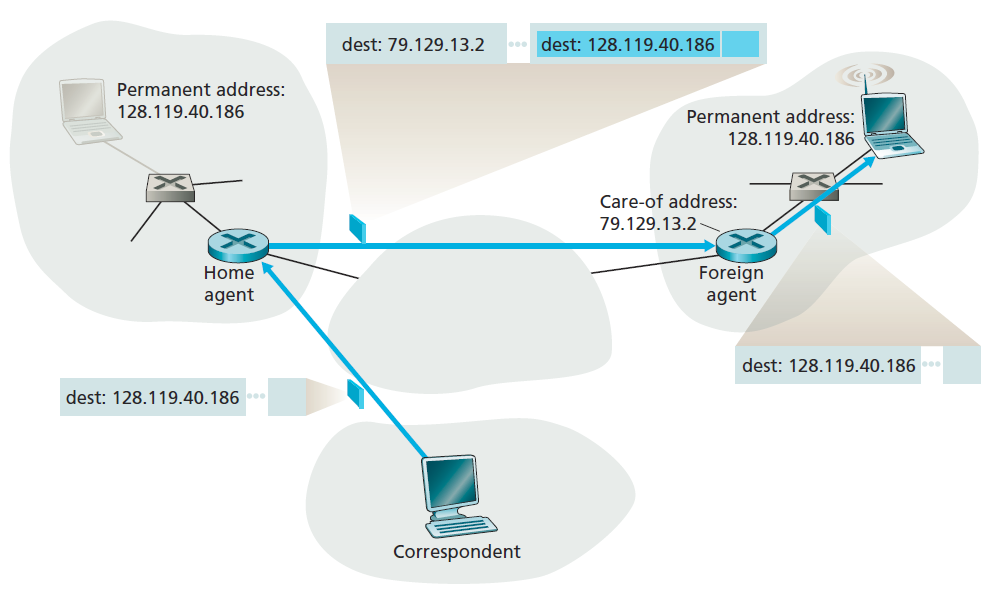 dest: 79.129.13.2
dest: 128.119.40.186
Permanent address:
128.119.40.186
Permanent address:
128.119.40.186
Care-of address:
79.129.13.2
Home
agent
Foreign
agent
dest: 128.119.40.186
dest: 128.119.40.186
Correspondent